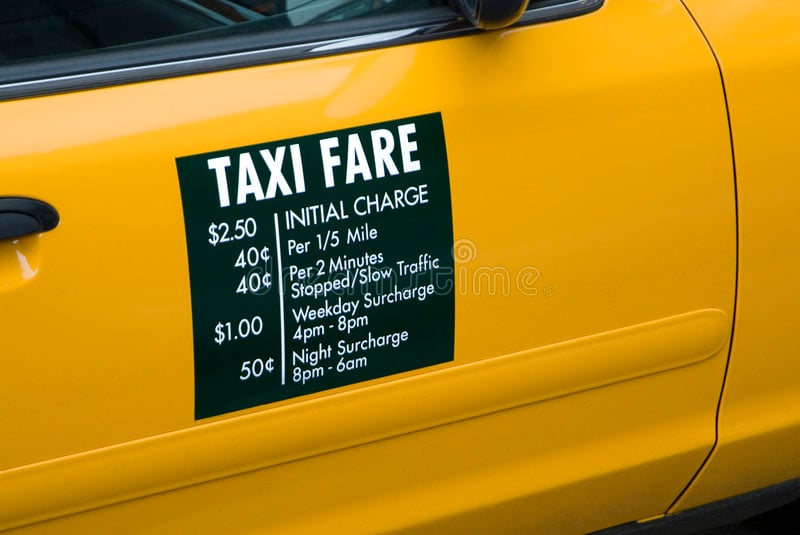 TAXI FARE
$2.50 INITIAL CHARGE
40¢ Per 1/5 Mile
40¢ Per 2 Minutes
Stopped/Slow Traffic
$1.00 Weekday Surcharge
4pm - 8pm
50¢ Night Surcharge
8pm - 6am
dreamstime